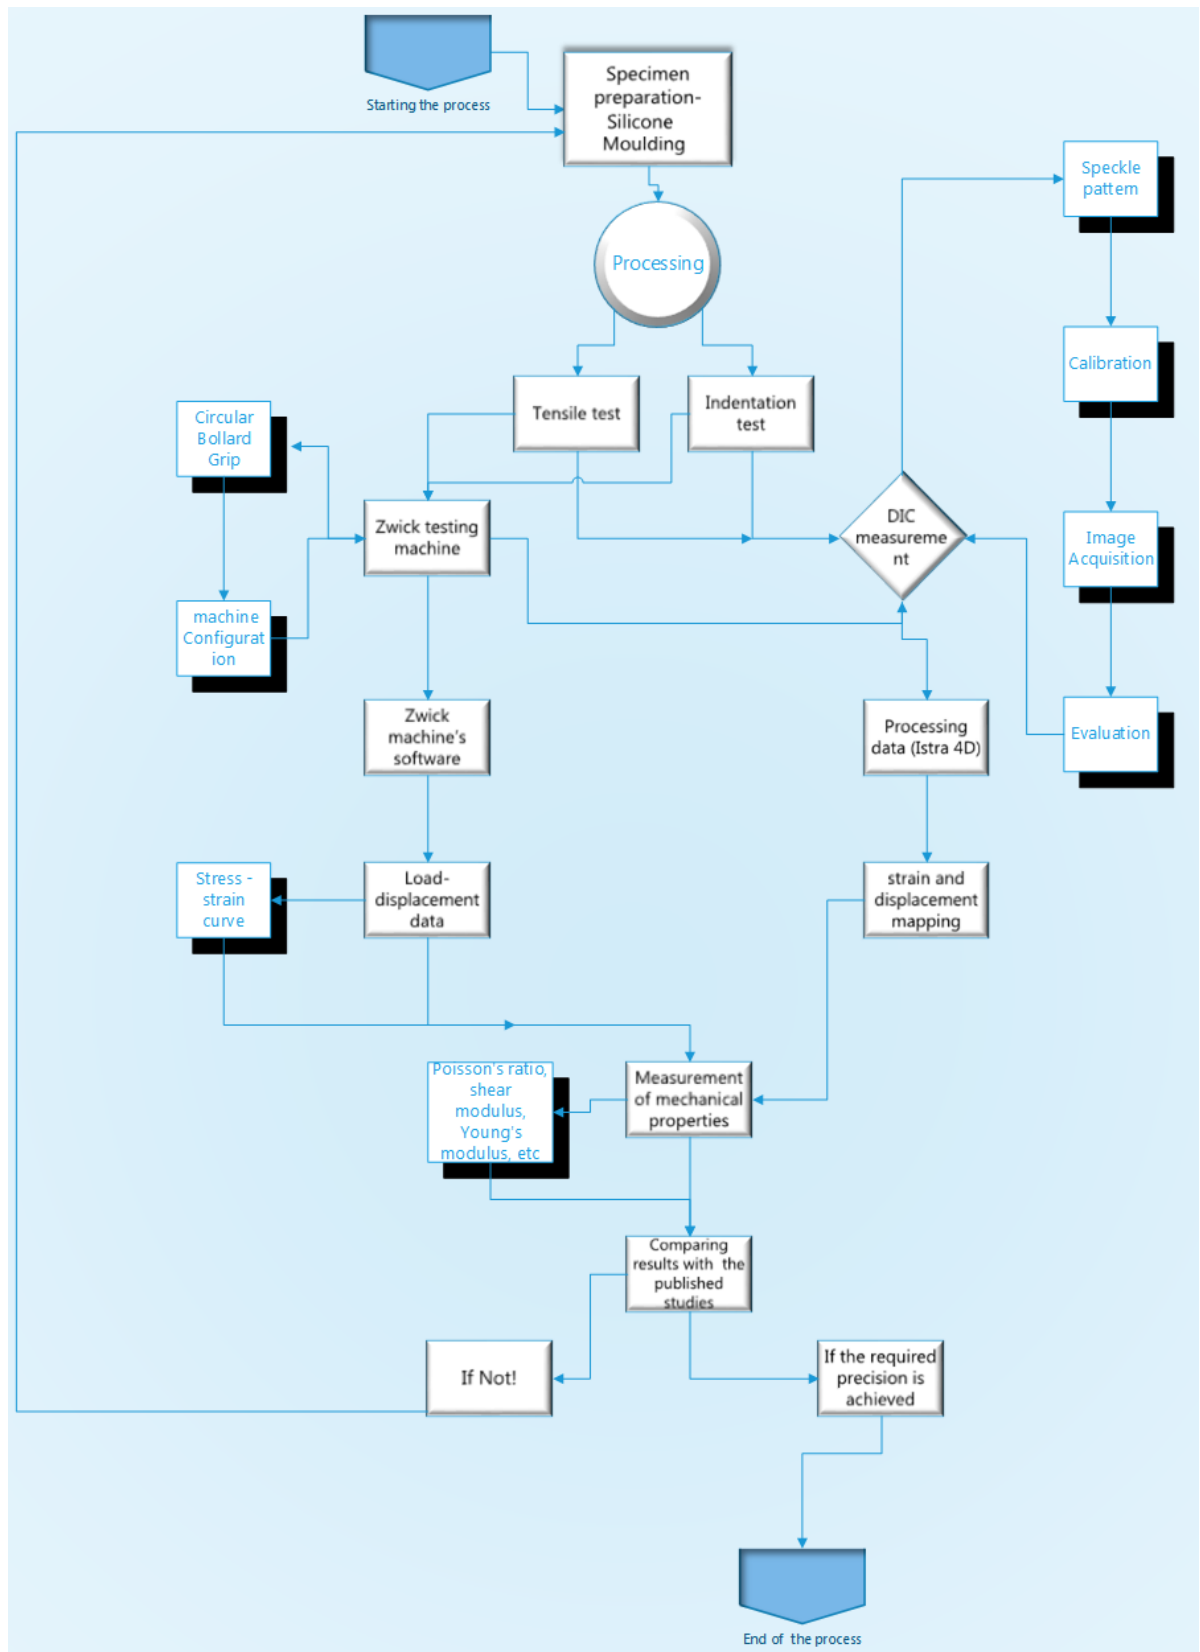 Starting the process
Specimen
preparation-
Silicone
Moulding
Processing
Speckle
pattern
Tensile test
Indentation
test
Calibration
Circular
Bollard
Grip
Zwick testing
machine
DIC
measureme
nt
Image
Acquisition
machine
Configurat
ion
Zwick
machine's
software
Processing
data (Istra 4D)
Evaluation
Stress -
strain
curve
Load-
displacement
data
strain and
displacement
mapping
Poisson's ratio,
shear
modulus,
Young's
modulus, etc
Measurement
of mechanical
properties
Comparing
results with the
published
studies
If Not!
If the required
precision is
achieved
End of the process